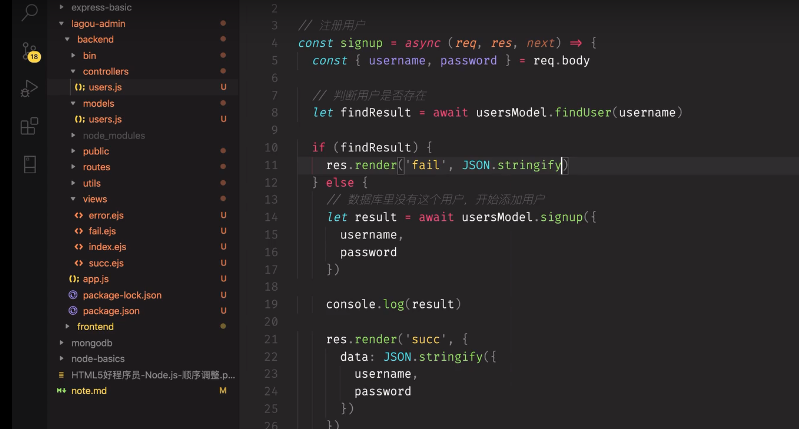 express-basic
lagou-admin
backend
bin
controllers
users.js U
models
users.js U
node_modules
public
routes
utils
views
error.ejs U
fail.ejs U
index.ejs U
succ.ejs U
app.js U
package-lock.json U
package.json U
frontend
mongodb
node-basics
HTML5好程序员-Node.js-顺序调整.p...
note.md M
18
2
3 // 注册用户
4 const signup = async (req, res, next) => {
5 const { username, password } = req.body
6
7 // 判断用户是否存在
8 let findResult = await usersModel.findUser(username)
9
10 if (findResult) {
11 res.render('fail', JSON.stringify)
12 } else {
13 // 数据库里没有这个用户，开始添加用户
14 let result = await usersModel.signup({
15 username,
16 password
17 })
18
19 console.log(result)
20
21 res.render('succ', {
22 data: JSON.stringify({
23 username,
24 password
25 })
26 })